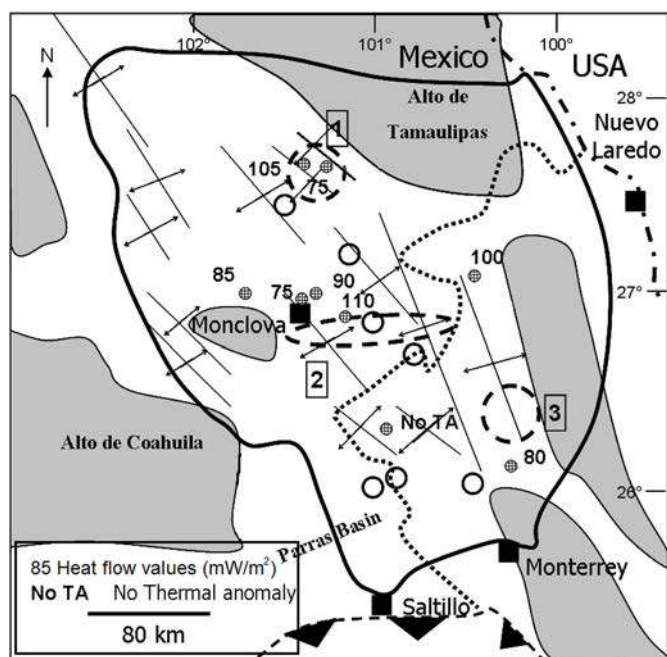 102°
101°
100°
N
Mexico
USA
Alto de
Tamaulipas
28°
Nuevo
Laredo
1
105
75
85
75
90
110
100
27°
Monclova
2
3
No TA
80
Alto de Coahuila
26°
Parras Basin
85 Heat flow values (mW/m²)
No TA No Thermal anomaly
80 km
Monterrey
Saltillo